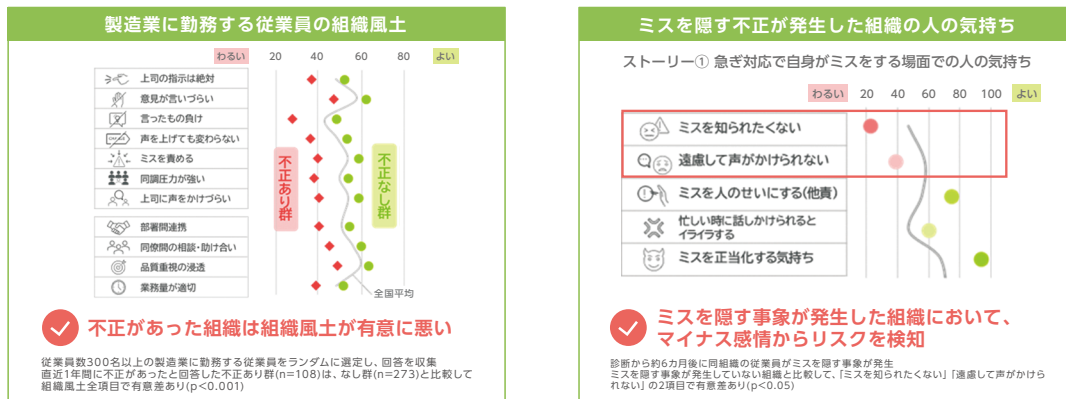 製造業に勤務する従業員の組織風土
わるい 20 40 60 80 よい
上司の指示は絶対
意見が言いづらい
言ったもの負け
声を上げても変わらない
ミスを責める
同調圧力が強い
上司に声をかけづらい
部署間連携
同僚間の相談・助け合い
品質重視の浸透
業務量が適切
不正あり群
不正なし群
全国平均
不正があった組織は組織風土が有意に悪い
従業員数300名以上の製造業に勤務する従業員をランダムに選定し、回答を収集
直近1年間に不正があったと回答した不正あり群(n=108)は、なし群(n=273)と比較して
組織風土全項目で有意差あり(p<0.001)
ミスを隠す不正が発生した組織の人の気持ち
ストーリー① 急ぎ対応で自身がミスをする場面での人の気持ち
わるい 20 40 60 80 100 よい
ミスを知られたくない
遠慮して声がかけられない
ミスを人のせいにする(他責)
忙しい時に話しかけられると
イライラする
ミスを正当化する気持ち
ミスを隠す事象が発生した組織において、
マイナス感情からリスクを検知
診断から約6カ月後に同組織の従業員がミスを隠す事象が発生
ミスを隠す事象が発生していない組織と比較して、「ミスを知られたくない」「遠慮して声がかけら
れない」の2項目で有意差あり(p<0.05)